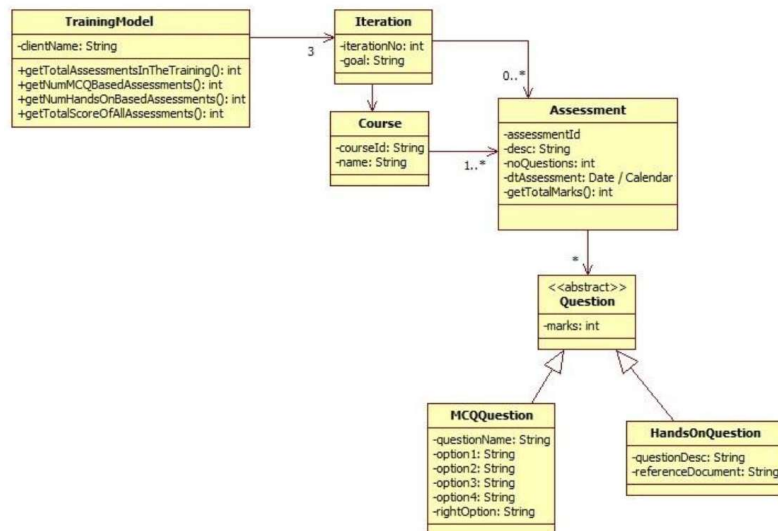 TrainingModel
-clientName: String
+getTotalAssessmentsInTheTraining(): int
+getNumMCQBasedAssessments(): int
+getNumHandsOnBasedAssessments(): int
+getTotalScoreOfAllAssessments(): int
3
Iteration
-iterationNo: int
-goal: String
0..*
Course
-courseId: String
-name: String
1..*
Assessment
-assessmentId
-desc: String
-noQuestions: int
-dtAssessment: Date / Calendar
-getTotalMarks(): int
*
<<abstract>>
Question
-marks: int
MCQQuestion
-questionName: String
-option1: String
-option2: String
-option3: String
-option4: String
-rightOption: String
HandsOnQuestion
-questionDesc: String
-referenceDocument: String